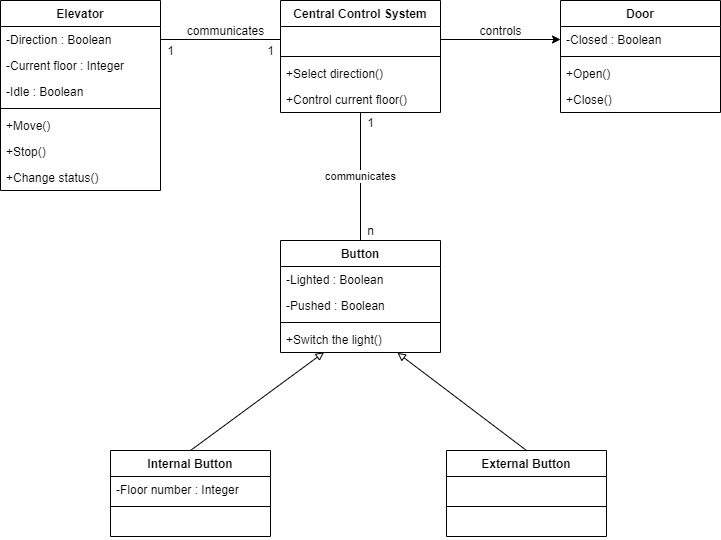 Elevator
-Direction : Boolean
-Current floor : Integer
-Idle : Boolean
+Move()
+Stop()
+Change status()
communicates
1
1
Central Control System
+Select direction()
+Control current floor()
controls
Door
-Closed : Boolean
+Open()
+Close()
1
communicates
n
Button
-Lighted : Boolean
-Pushed : Boolean
+Switch the light()
Internal Button
-Floor number : Integer
External Button